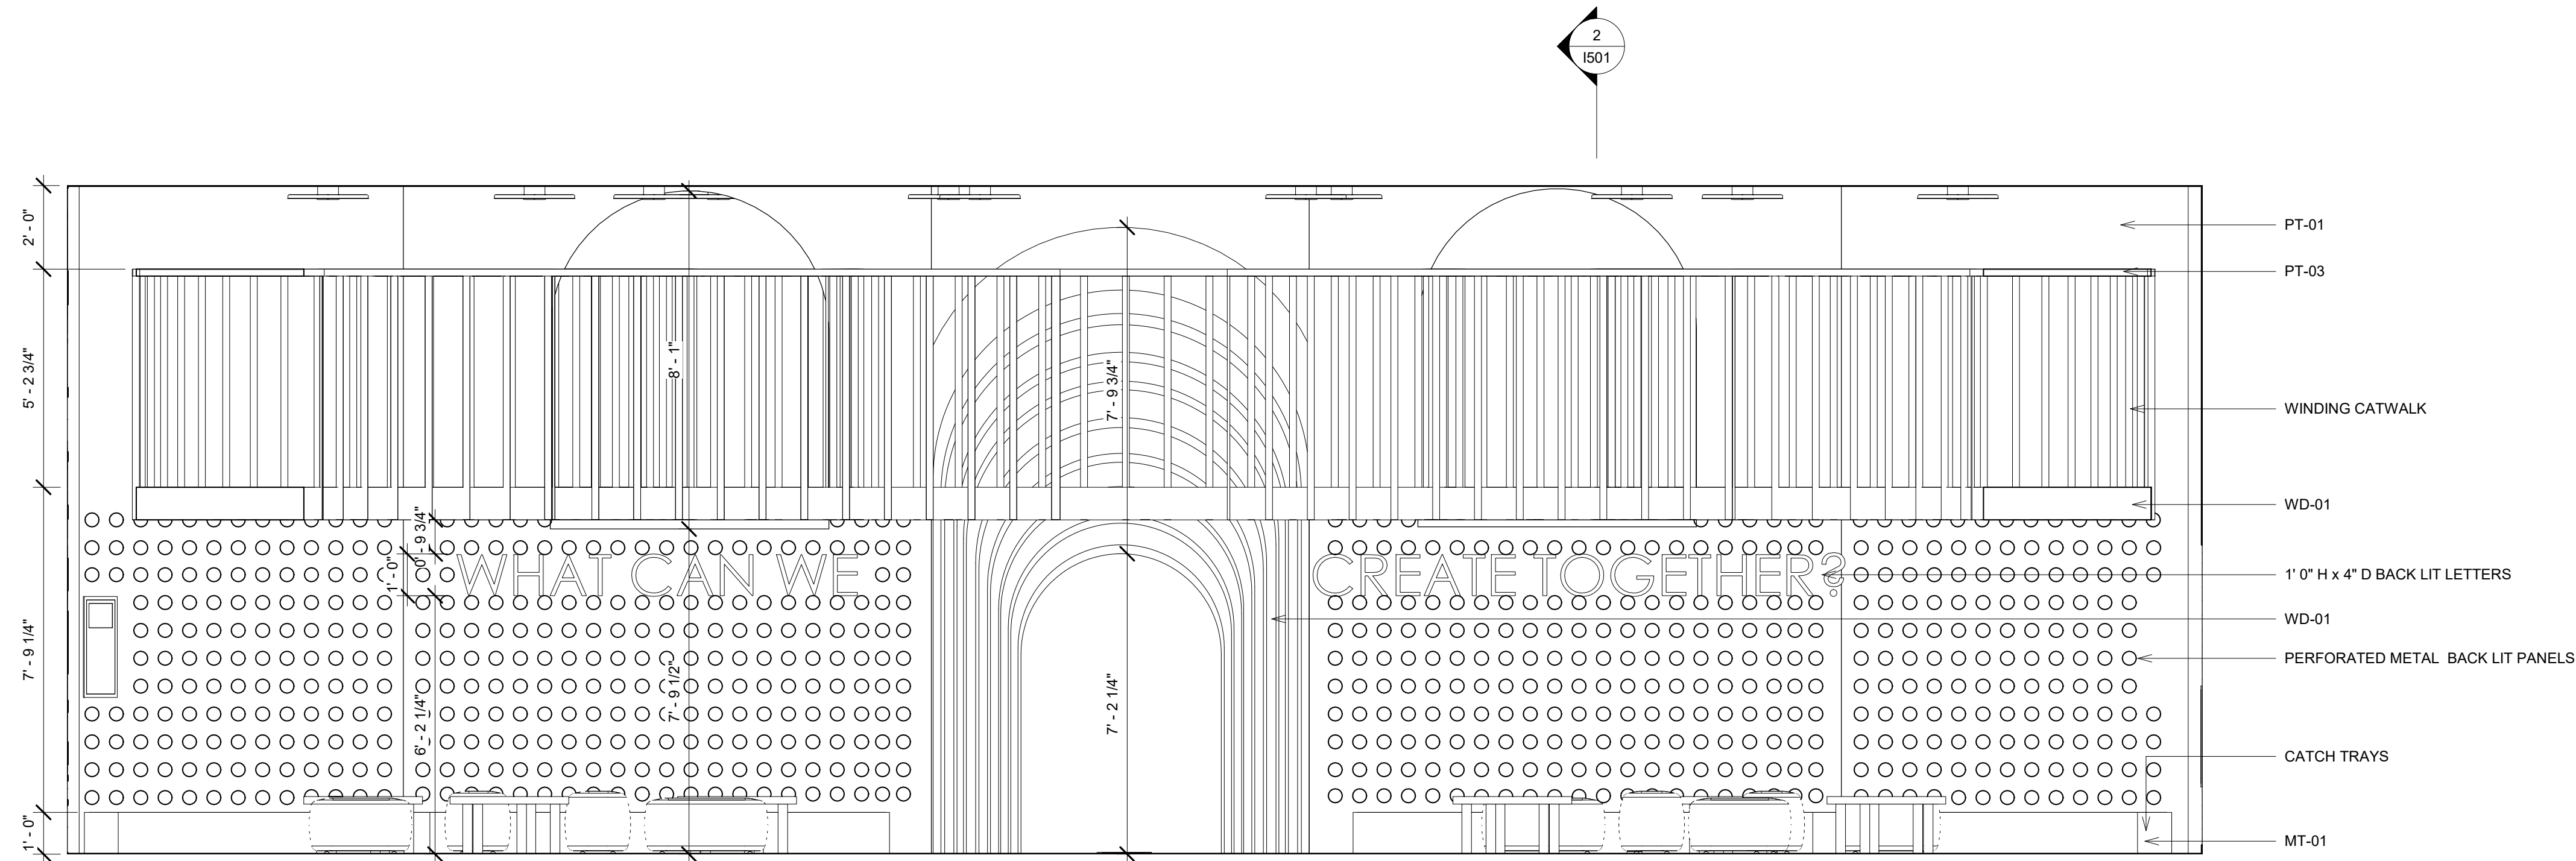 2
I501
2' - 0"
5' - 2 3/4"
7' - 9 1/4"
1' - 0"
8' - 1"
7' - 9 3/4"
0' - 9 3/4"
1' - 0"
WHAT CAN WE
CREATE TOGETHER?
6' - 2 1/4"
7' - 9 1/2"
7' - 2 1/4"
PT-01
PT-03
WINDING CATWALK
WD-01
1' 0" H x 4" D BACK LIT LETTERS
WD-01
PERFORATED METAL BACK LIT PANELS
CATCH TRAYS
MT-01